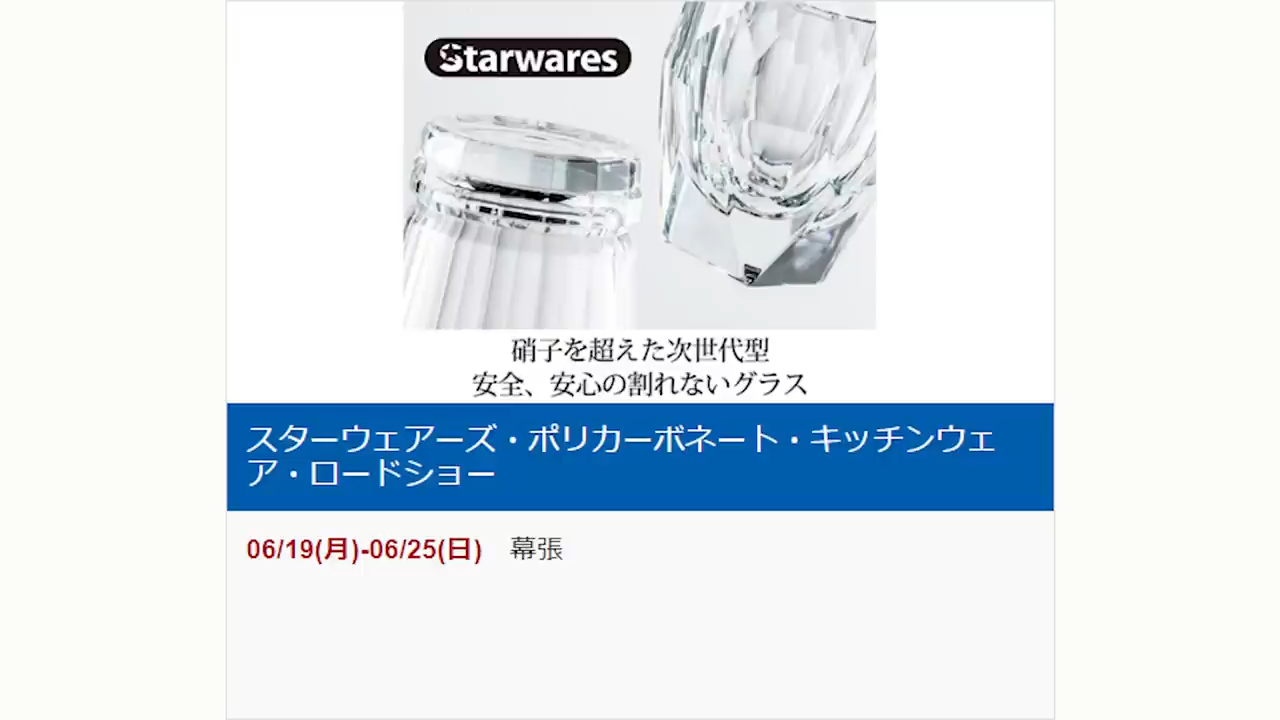 Starwares
硝子を超えた次世代型
安全、安心の割れないグラス
スターウェアーズ・ポリカーボネート・キッチンウェ
ア・ロードショー
06/19(月)-06/25(日) 幕張